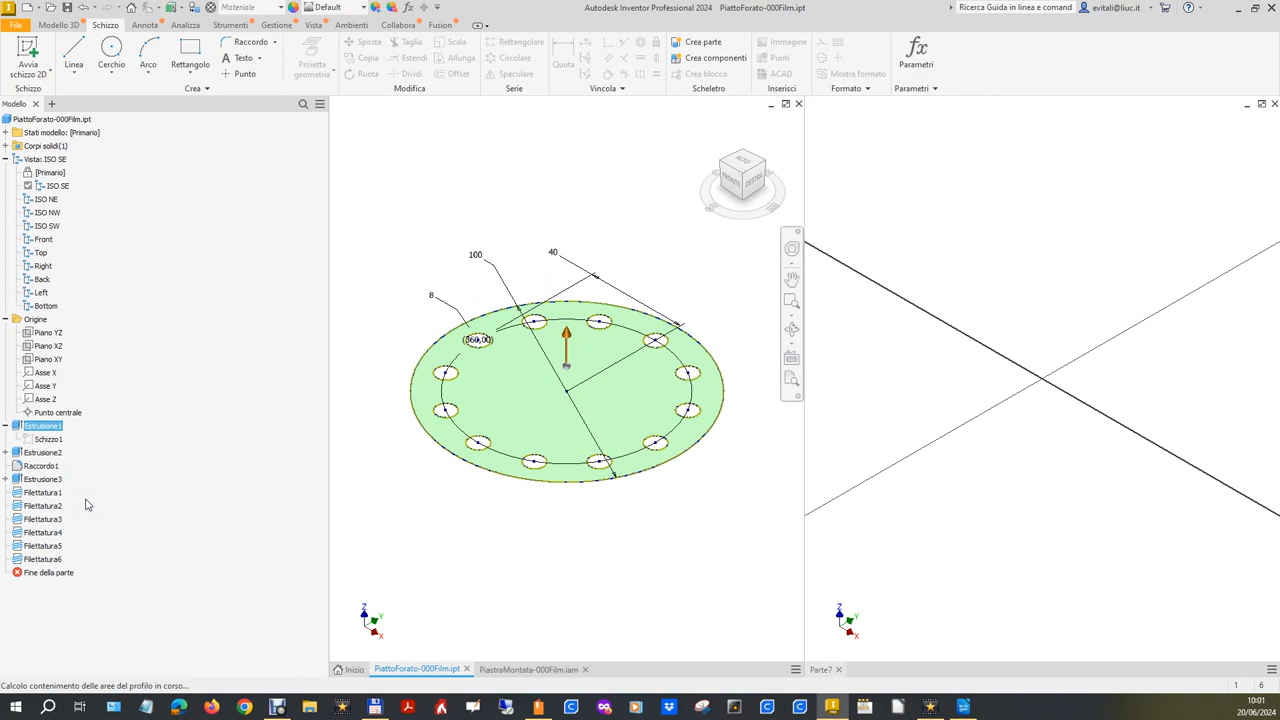 Materiale
Default
Autodesk Inventor Professional 2024 PiattoForato-000Film.ipt
Ricerca Guida in linea e comand
evitali@liuc.it
File
Modello 3D
Schizzo
Annota
Analizza
Strumenti
Gestione
Vista
Ambienti
Collabora
Fusion
Avvia
schizzo 2D
Linea
Cerchio
Arco
Rettangolo
Raccordo
Testo
Punto
Proietta
geometria
Sposta
Copia
Ruota
Taglia
Estendi
Dividi
Scala
Allunga
Offset
Rettangolare
Circolare
Speculare
Quota
Crea parte
Crea componenti
Crea blocco
Immagine
Punti
ACAD
Mostra formato
fx
Parametri
Schizzo
Crea
Modifica
Serie
Vincola
Scheletro
Inserisci
Formato
Parametri
Modello
PiattoForato-000Film.ipt
Stati modello: [Primario]
Corpi solidi(1)
Vista: ISO SE
[Primario]
ISO SE
ISO NE
ISO NW
ISO SW
Front
Top
Right
Back
Left
Bottom
Origine
Piano YZ
Piano XZ
Piano XY
Asse X
Asse Y
Asse Z
Punto centrale
Estrusione1
Schizzo1
Estrusione2
Raccordo1
Estrusione3
Filettatura1
Filettatura2
Filettatura3
Filettatura4
Filettatura5
Filettatura6
Fine della parte
ALTO
FRONTE
DESTRA
100
40
8
(360,00)
Z
Y
X
Z
Y
X
Inizio
PiattoForato-000Film.ipt
PiastraMontata-000Film.iam
Parte7
Calcolo contenimento delle aree del profilo in corso...
1
6
10:01
20/06/2024